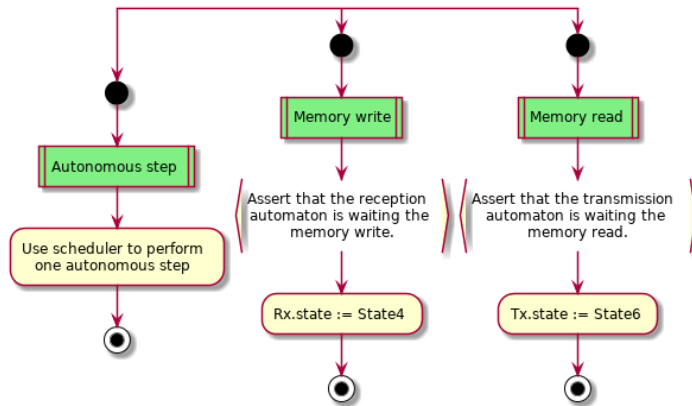 Autonomous step
Use scheduler to perform
one autonomous step
Memory write
Assert that the reception
automaton is waiting the
memory write.
Rx.state := State4
Memory read
Assert that the transmission
automaton is waiting the
memory read.
Tx.state := State6